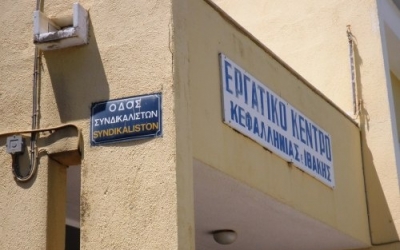 ΟΔΟΣ
ΣΥΝΔΙΚΑΛΙΣΤΩΝ
SYNDIKALISTON
ΕΡΓΑΤΙΚΟ ΚΕΝΤΡΟ
ΚΕΦΑΛΛΗΝΙΑΣ & ΙΘΑΚΗΣ